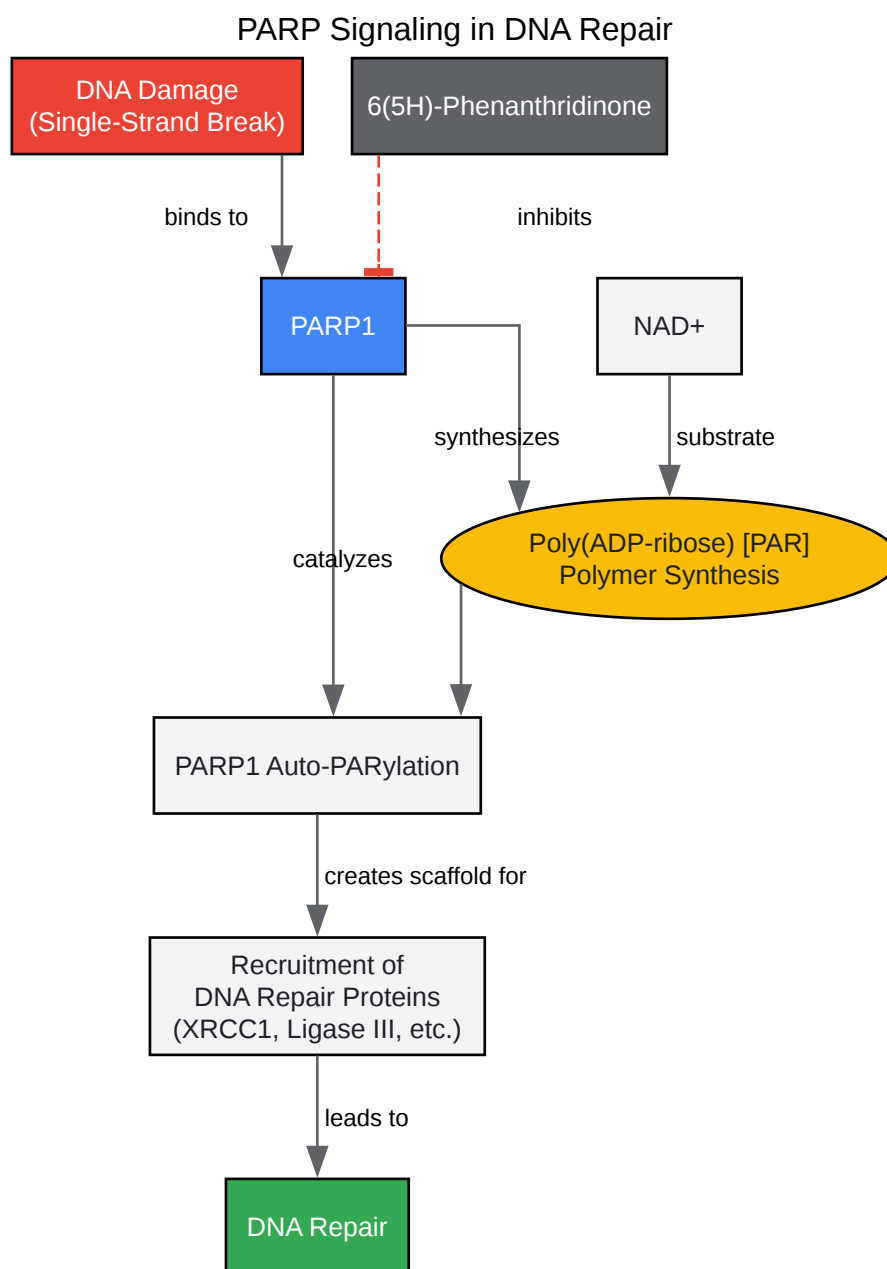 PARP Signaling in DNA Repair
DNA Damage
(Single-Strand Break)
6(5H)-Phenanthridinone
binds to
inhibits
PARP1
NAD+
synthesizes
substrate
Poly(ADP-ribose) [PAR]
Polymer Synthesis
catalyzes
PARP1 Auto-PARylation
creates scaffold for
Recruitment of
DNA Repair Proteins
(XRCC1, Ligase III, etc.)
leads to
DNA Repair